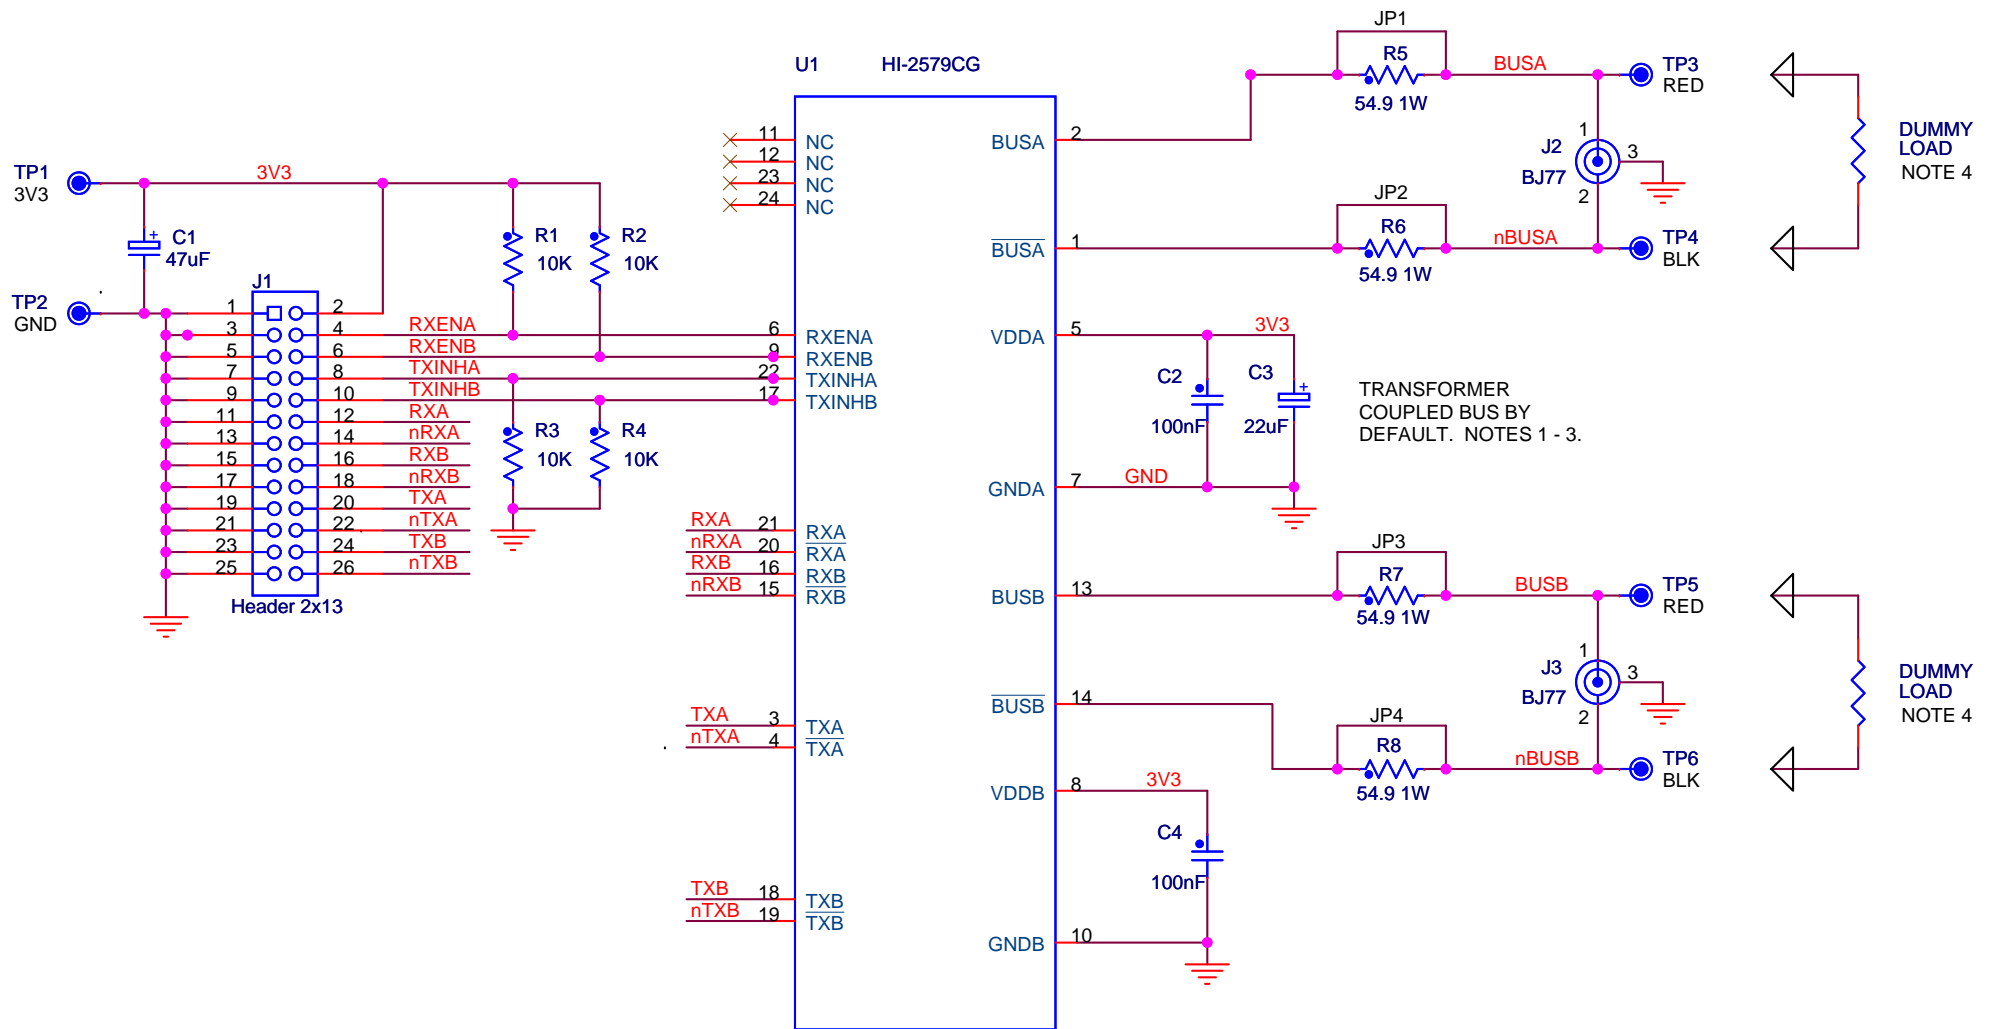 U1 HI-2579CG
TP1
3V3
3V3
C1
47uF
+
TP2
GND
R1
10K
R2
10K
R3
10K
R4
10K
J1
1 2
3 4 RXENA
5 6 RXENB
7 8 TXINHA
9 10 TXINHB
11 12 RXA
13 14 nRXA
15 16 RXB
17 18 nRXB
19 20 TXA
21 22 nTXA
23 24 TXB
25 26 nTXB
Header 2x13
11 NC
12 NC
23 NC
24 NC
6 RXENA
9 RXENB
22 TXINHA
17 TXINHB
RXA 21 RXA
nRXA 20 RXA
RXB 16 RXB
nRXB 15 RXB
TXA 3 TXA
nTXA 4 TXA
TXB 18 TXB
nTXB 19 TXB
BUSA 2
BUSA 1
VDDA 5 3V3
GNDA 7 GND
BUSB 13
BUSB 14
VDDB 8 3V3
GNDB 10
JP1
R5
54.9 1W
BUSA
TP3
RED
JP2
R6
54.9 1W
nBUSA
TP4
BLK
J2
BJ77
1
2
3
DUMMY
LOAD
NOTE 4
C2
100nF
C3
+
22uF
TRANSFORMER
COUPLED BUS BY
DEFAULT. NOTES 1 - 3.
JP3
R7
54.9 1W
BUSB
TP5
RED
JP4
R8
54.9 1W
nBUSB
TP6
BLK
J3
BJ77
1
2
3
DUMMY
LOAD
NOTE 4
C4
100nF